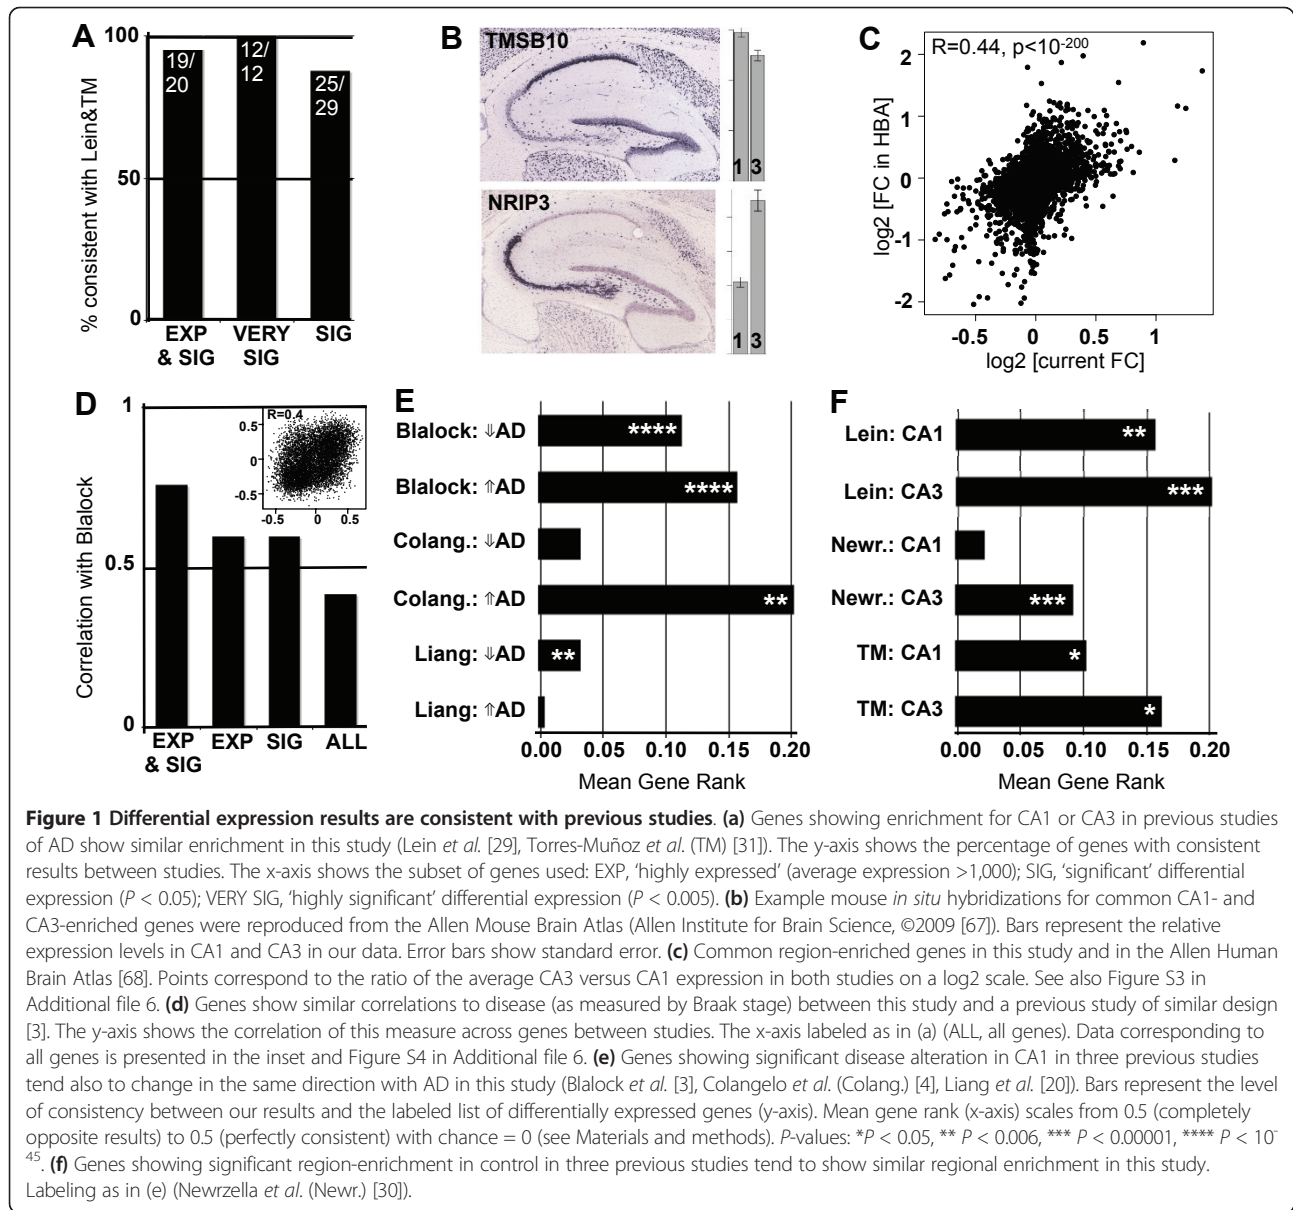 A
100
50
0
% consistent with Lein&TM
19/
20
12/
12
25/
29
EXP
& SIG
VERY
SIG
SIG
B
TMSB10
1 3
NRIP3
1 3
C
R=0.44, p<10-200
2
1
0
-1
-2
log2 [FC in HBA]
-0.5 0 0.5 1
log2 [current FC]
D
1
0.5
0
Correlation with Blalock
R=0.4
0.5
0
-0.5
-0.5 0 0.5
EXP
& SIG
EXP
SIG
ALL
E
Blalock: ⇓AD ****
Blalock: ⇑AD ****
Colang.: ⇓AD
Colang.: ⇑AD **
Liang: ⇓AD **
Liang: ⇑AD
0.00 0.05 0.10 0.15 0.20
Mean Gene Rank
F
Lein: CA1 **
Lein: CA3 ***
Newr.: CA1
Newr.: CA3 ***
TM: CA1 *
TM: CA3 *
0.00 0.05 0.10 0.15 0.20
Mean Gene Rank
Figure 1 Differential expression results are consistent with previous studies. (a) Genes showing enrichment for CA1 or CA3 in previous studies
of AD show similar enrichment in this study (Lein et al. [29], Torres-Muñoz et al. (TM) [31]). The y-axis shows the percentage of genes with consistent
results between studies. The x-axis shows the subset of genes used: EXP, ‘highly expressed’ (average expression >1,000); SIG, ‘significant’ differential
expression (P < 0.05); VERY SIG, ‘highly significant’ differential expression (P < 0.005). (b) Example mouse in situ hybridizations for common CA1- and
CA3-enriched genes were reproduced from the Allen Mouse Brain Atlas (Allen Institute for Brain Science, ©2009 [67]). Bars represent the relative
expression levels in CA1 and CA3 in our data. Error bars show standard error. (c) Common region-enriched genes in this study and in the Allen Human
Brain Atlas [68]. Points correspond to the ratio of the average CA3 versus CA1 expression in both studies on a log2 scale. See also Figure S3 in
Additional file 6. (d) Genes show similar correlations to disease (as measured by Braak stage) between this study and a previous study of similar design
[3]. The y-axis shows the correlation of this measure across genes between studies. The x-axis labeled as in (a) (ALL, all genes). Data corresponding to
all genes is presented in the inset and Figure S4 in Additional file 6. (e) Genes showing significant disease alteration in CA1 in three previous studies
tend also to change in the same direction with AD in this study (Blalock et al. [3], Colangelo et al. (Colang.) [4], Liang et al. [20]). Bars represent the level
of consistency between our results and the labeled list of differentially expressed genes (y-axis). Mean gene rank (x-axis) scales from 0.5 (completely
opposite results) to 0.5 (perfectly consistent) with chance = 0 (see Materials and methods). P-values: *P < 0.05, ** P < 0.006, *** P < 0.00001, **** P < 10-
45. (f) Genes showing significant region-enrichment in control in three previous studies tend to show similar regional enrichment in this study.
Labeling as in (e) (Newrzella et al. (Newr.) [30]).